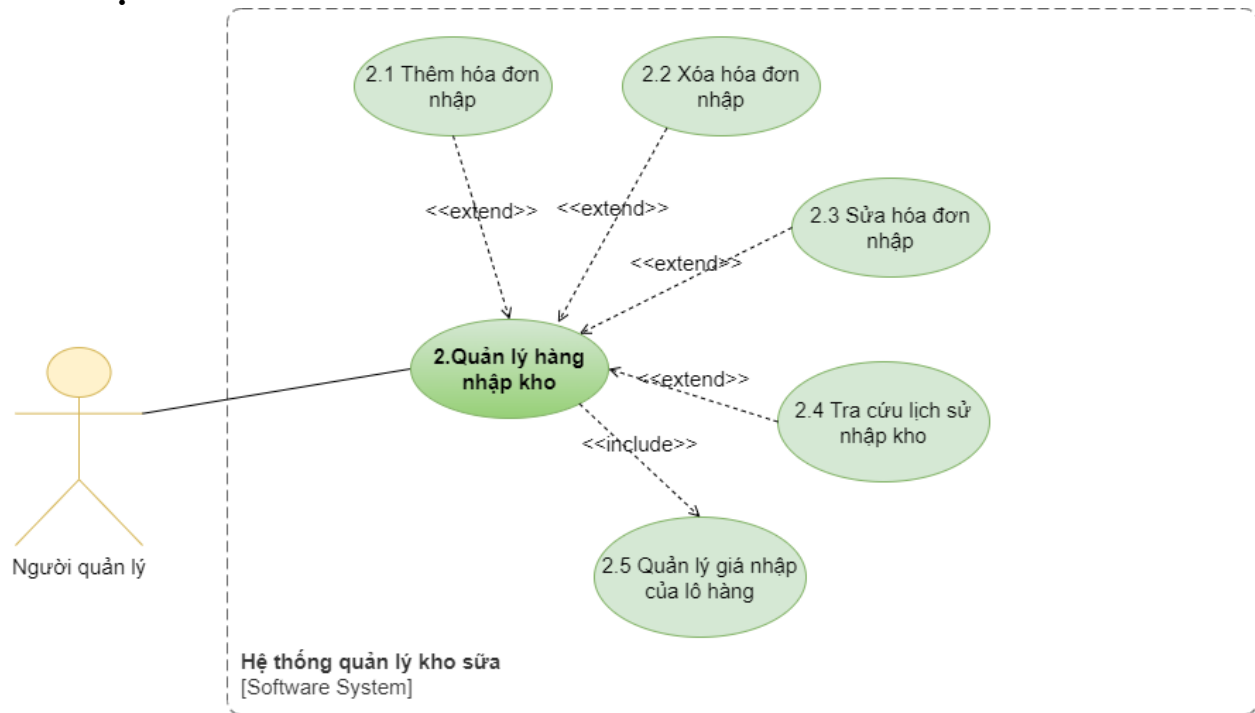 2.1 Thêm hóa đơn
nhập
2.2 Xóa hóa đơn
nhập
<<extend>>
<<extend>>
2.3 Sửa hóa đơn
nhập
<<extend>>
2.Quản lý hàng
nhập kho
<<extend>>
2.4 Tra cứu lịch sử
nhập kho
<<include>>
2.5 Quản lý giá nhập
của lô hàng
Người quản lý
Hệ thống quản lý kho sữa
[Software System]